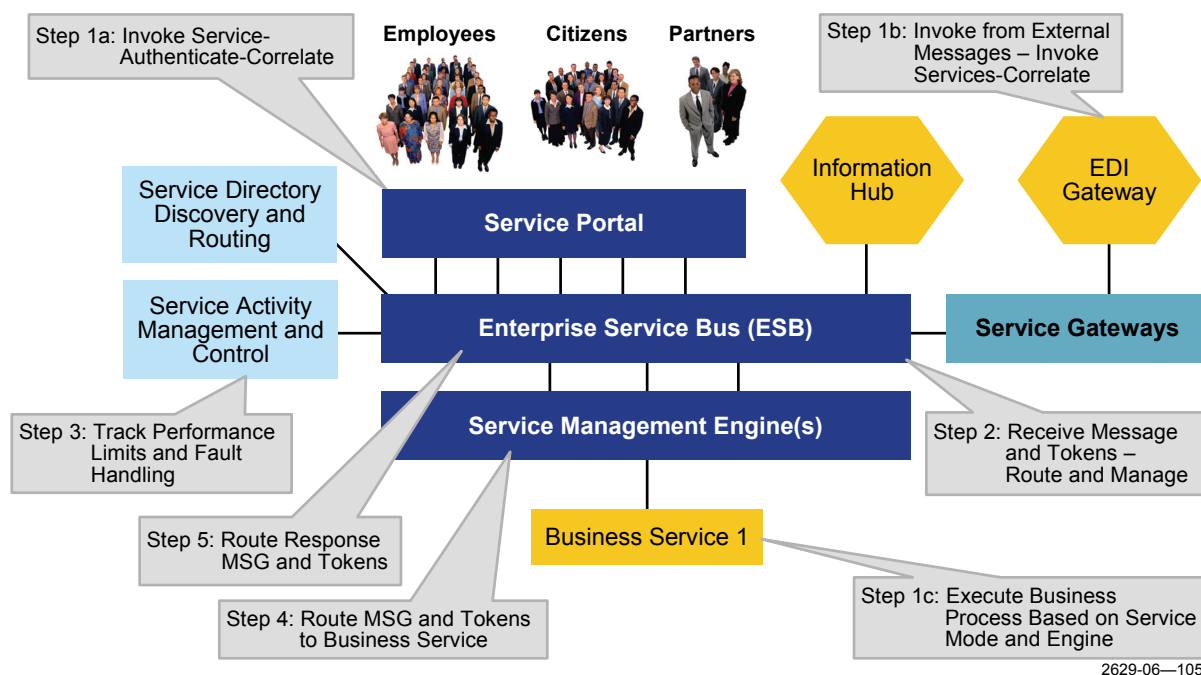 Step 1a: Invoke Service-
Authenticate-Correlate
Employees
Citizens
Partners
Step 1b: Invoke from External
Messages – Invoke
Services-Correlate
Information
Hub
EDI
Gateway
Service Directory
Discovery and
Routing
Service Portal
Service Activity
Management and
Control
Enterprise Service Bus (ESB)
Service Gateways
Service Management Engine(s)
Step 3: Track Performance
Limits and Fault
Handling
Step 2: Receive Message
and Tokens –
Route and Manage
Step 5: Route Response
MSG and Tokens
Business Service 1
Step 4: Route MSG and Tokens
to Business Service
Step 1c: Execute Business
Process Based on Service
Mode and Engine
2629-06—105